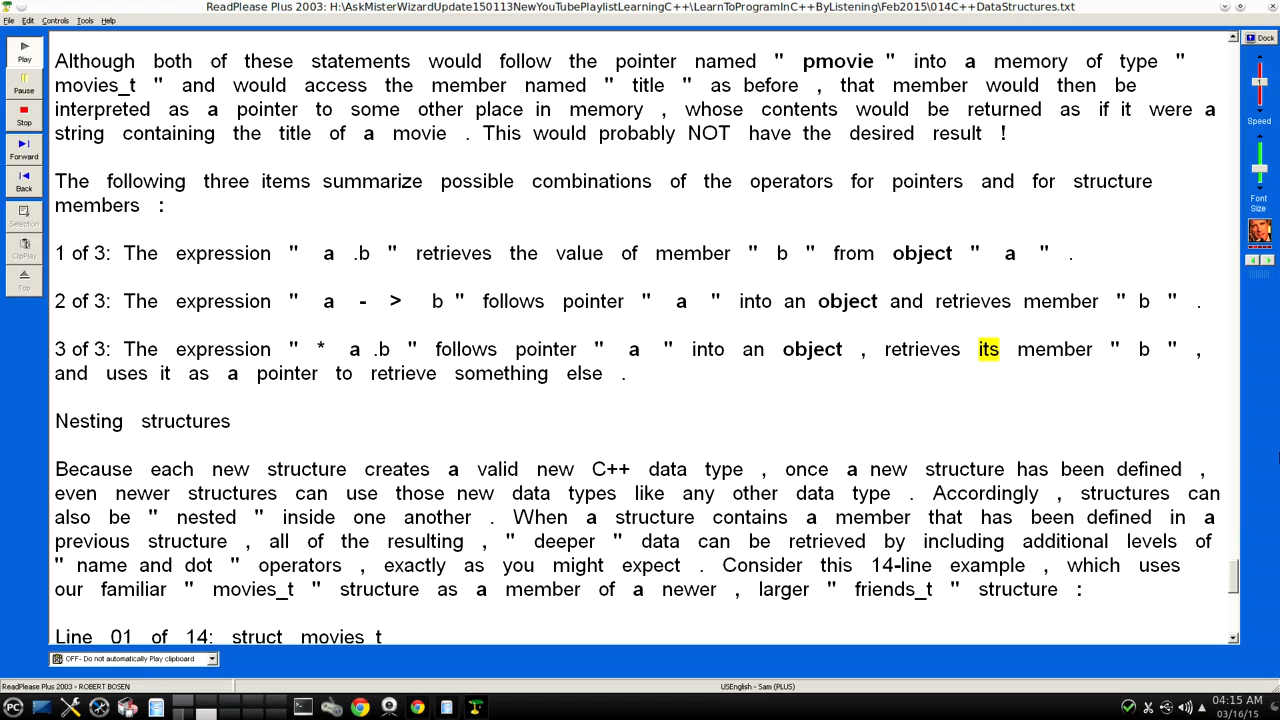 ReadPlease Plus 2003: H:\AskMisterWizardUpdate150113NewYouTubePlaylistLearningC++\LearnToProgramInC++ByListening\Feb2015\014C++DataStructures.txt
File Edit Controls Tools Help
Play
Pause
Stop
Forward
Back
Selection
ClipPlay
Top
Dock
Speed
Font
Size
Although both of these statements would follow the pointer named " pmovie " into a memory of type "
movies_t " and would access the member named " title " as before , that member would then be
interpreted as a pointer to some other place in memory , whose contents would be returned as if it were a
string containing the title of a movie . This would probably NOT have the desired result !
The following three items summarize possible combinations of the operators for pointers and for structure
members :
1 of 3: The expression " a .b " retrieves the value of member " b " from object " a " .
2 of 3: The expression " a - > b " follows pointer " a " into an object and retrieves member " b " .
3 of 3: The expression " * a .b " follows pointer " a " into an object , retrieves its member " b " ,
and uses it as a pointer to retrieve something else .
Nesting structures
Because each new structure creates a valid new C++ data type , once a new structure has been defined ,
even newer structures can use those new data types like any other data type . Accordingly , structures can
also be " nested " inside one another . When a structure contains a member that has been defined in a
previous structure , all of the resulting , " deeper " data can be retrieved by including additional levels of
" name and dot " operators , exactly as you might expect . Consider this 14-line example , which uses
our familiar " movies_t " structure as a member of a newer , larger " friends_t " structure :
Line 01 of 14: struct movies_t
OFF- Do not automatically Play clipboard
ReadPlease Plus 2003 - ROBERT BOSEN
USEnglish - Sam (PLUS)
PC
04:15 AM
03/16/15